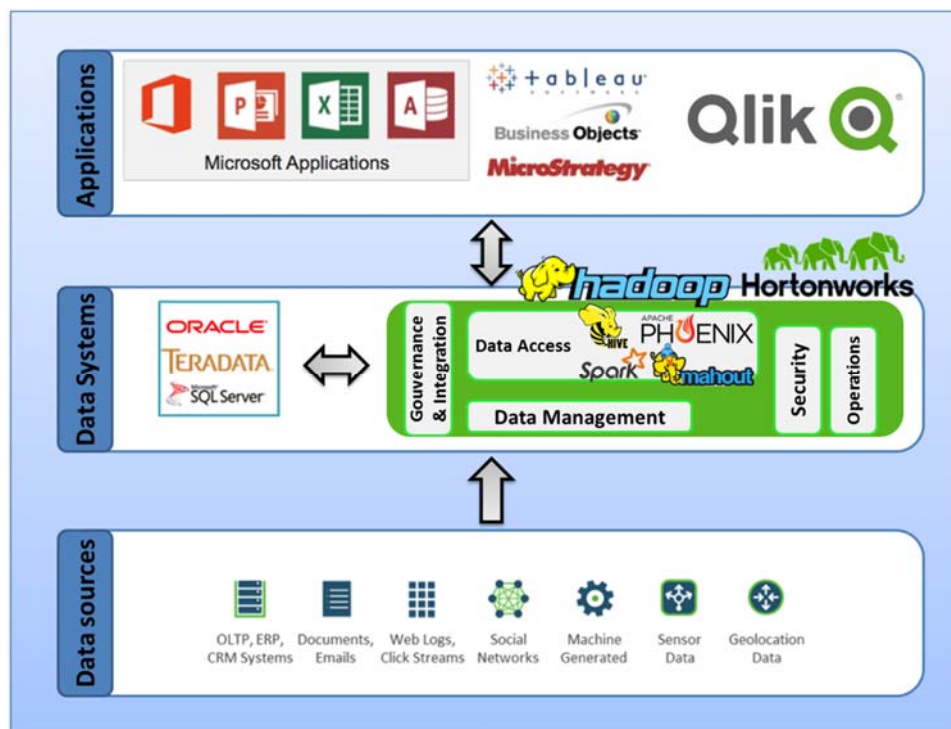 Applications
P
X
A
Microsoft Applications
+ a b l e a u
S O F T W A R E
Business Objects
MicroStrategy
Qlik Q
Data Systems
ORACLE
TERADATA
Microsoft
SQL Server
hadoop
Hortonworks
Gouvernance
& Integration
Data Access
HIVE
APACHE
PHOENIX
Spark
mahout
Data Management
Security
Operations
Data sources
OLTP, ERP,
CRM Systems
Documents,
Emails
Web Logs,
Click Streams
Social
Networks
Machine
Generated
Sensor
Data
Geolocation
Data